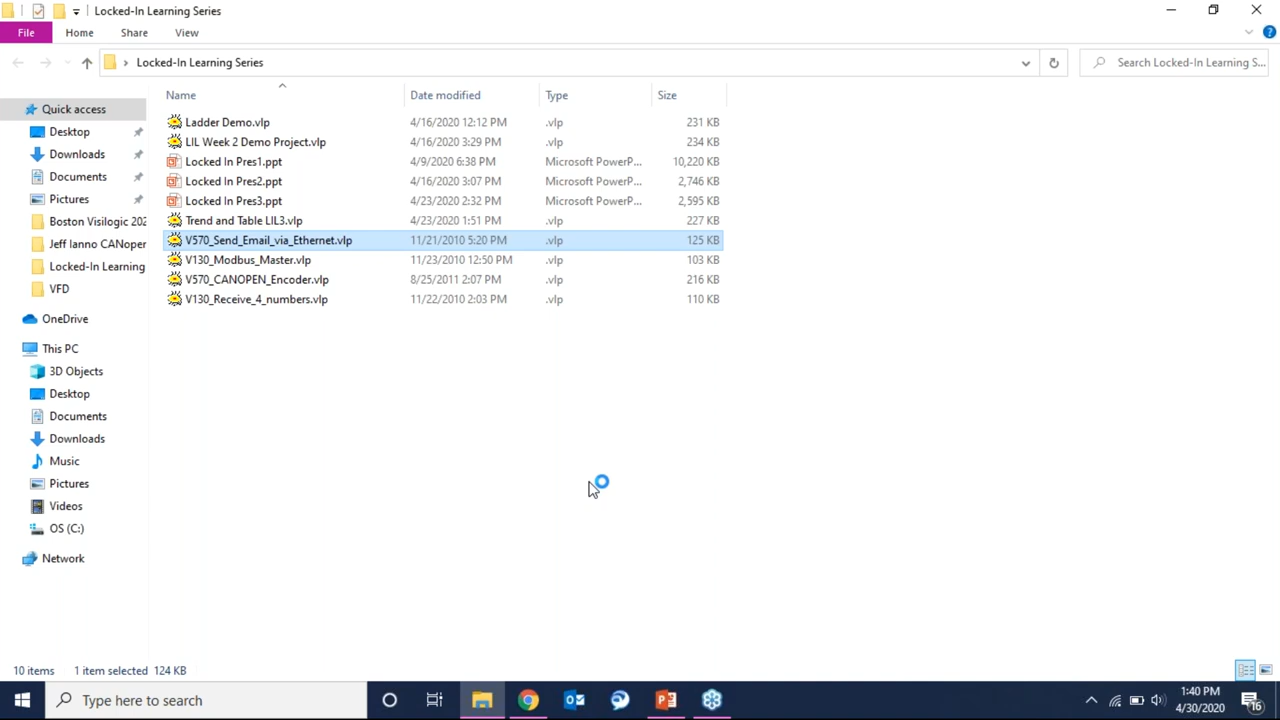 Locked-In Learning Series
File Home Share View
Locked-In Learning Series Search Locked-In Learning S...
Name Date modified Type Size
Quick access
Desktop
Downloads
Documents
Pictures
Boston Visilogic 202
Jeff Ianno CANoper
Locked-In Learning
VFD
OneDrive
This PC
3D Objects
Desktop
Documents
Downloads
Music
Pictures
Videos
OS (C:)
Network
Ladder Demo.vlp 4/16/2020 12:12 PM .vlp 231 KB
LIL Week 2 Demo Project.vlp 4/16/2020 3:29 PM .vlp 234 KB
Locked In Pres1.ppt 4/9/2020 6:38 PM Microsoft PowerP... 10,220 KB
Locked In Pres2.ppt 4/16/2020 3:07 PM Microsoft PowerP... 2,746 KB
Locked In Pres3.ppt 4/23/2020 2:32 PM Microsoft PowerP... 2,595 KB
Trend and Table LIL3.vlp 4/23/2020 1:51 PM .vlp 227 KB
V570_Send_Email_via_Ethernet.vlp 11/21/2010 5:20 PM .vlp 125 KB
V130_Modbus_Master.vlp 11/23/2010 12:50 PM .vlp 103 KB
V570_CANOPEN_Encoder.vlp 8/25/2011 2:07 PM .vlp 216 KB
V130_Receive_4_numbers.vlp 11/22/2010 2:03 PM .vlp 110 KB
10 items 1 item selected 124 KB
Type here to search
1:40 PM
4/30/2020
16